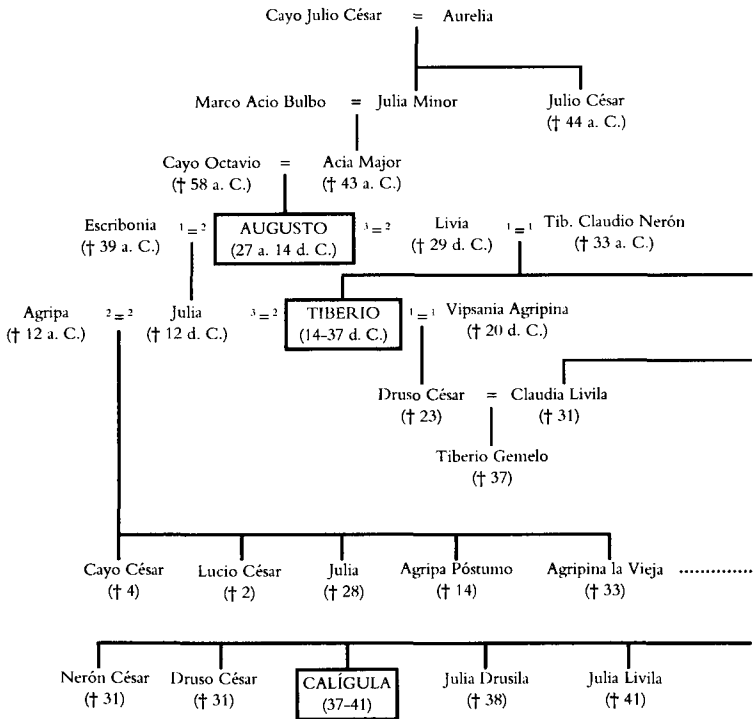 Cayo Julio César = Aurelia
Marco Acio Bulbo = Julia Minor Julio César
(† 44 a. C.)
Cayo Octavio = Acia Major
(† 58 a. C.) († 43 a. C.)
Escribonia 1 = 2 AUGUSTO 3 = 2 Livia 1 = 1 Tib. Claudio Nerón
(† 39 a. C.) (27 a. 14 d. C.) († 29 d. C.) († 33 a. C.)
Agripa 2 = 2 Julia 3 = 2 TIBERIO 1 = 1 Vipsania Agripina
(† 12 a. C.) († 12 d. C.) (14-37 d. C.) († 20 d. C.)
Druso César = Claudia Livila
(† 23) († 31)
Tiberio Gemelo
(† 37)
Cayo César Lucio César Julia Agripa Póstumo Agripina la Vieja ..............
(† 4) († 2) († 28) († 14) († 33)
Nerón César Druso César CALÍGULA Julia Drusila Julia Livila
(† 31) († 31) (37-41) († 38) († 41)